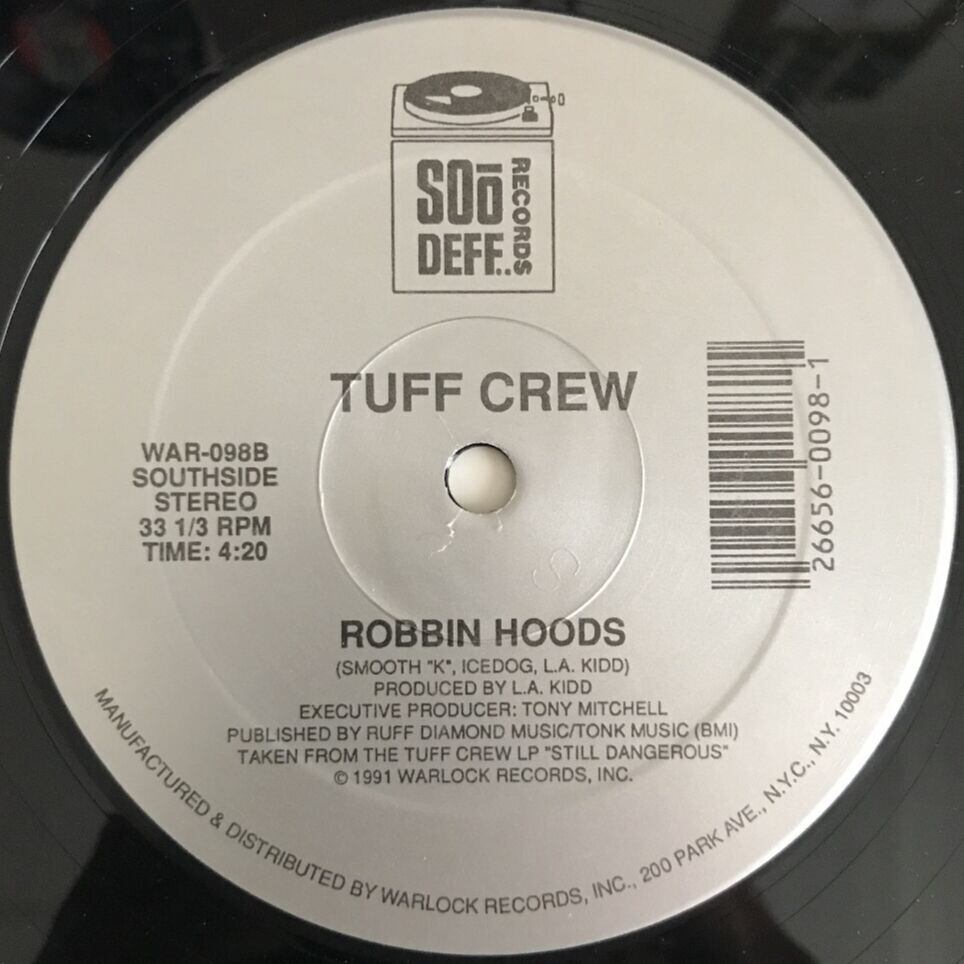 SOō
DEFF..
RECORDS
TUFF CREW
WAR-098B
SOUTHSIDE
STEREO
33 1/3 RPM
TIME: 4:20
26656-0098-1
ROBBIN HOODS
(SMOOTH "K", ICEDOG, L.A. KIDD)
PRODUCED BY L.A. KIDD
EXECUTIVE PRODUCER: TONY MITCHELL
PUBLISHED BY RUFF DIAMOND MUSIC/TONK MUSIC (BMI)
TAKEN FROM THE TUFF CREW LP "STILL DANGEROUS"
© 1991 WARLOCK RECORDS, INC.
MANUFACTURED & DISTRIBUTED BY WARLOCK RECORDS, INC., 200 PARK AVE., N.Y.C., N.Y. 10003